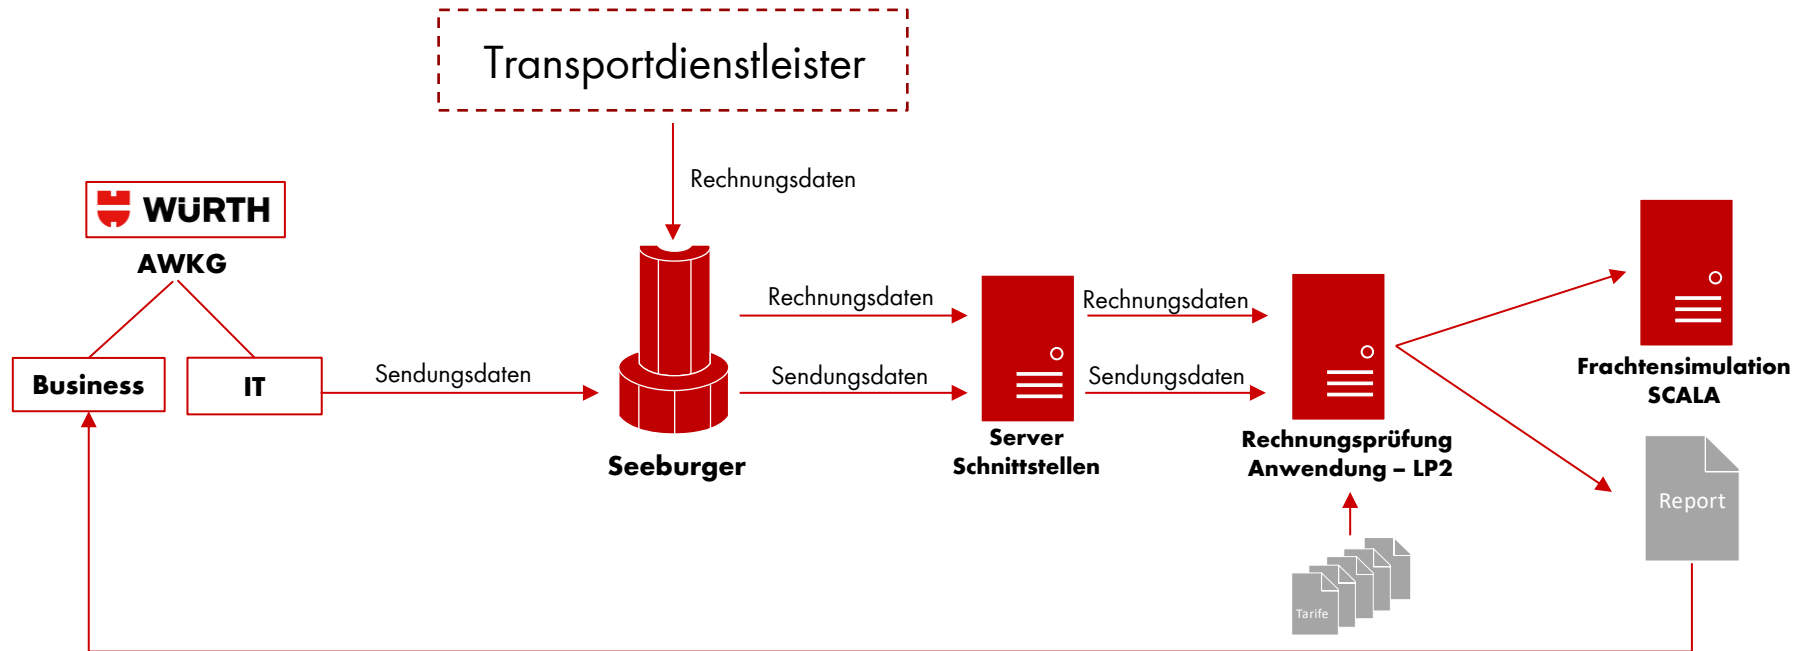 Transportdienstleister
Rechnungsdaten
WÜRTH
AWKG
Business
IT
Sendungsdaten
Seeburger
Rechnungsdaten
Sendungsdaten
Server
Schnittstellen
Rechnungsdaten
Sendungsdaten
Rechnungsprüfung
Anwendung – LP2
Tarife
Frachtensimulation
SCALA
Report